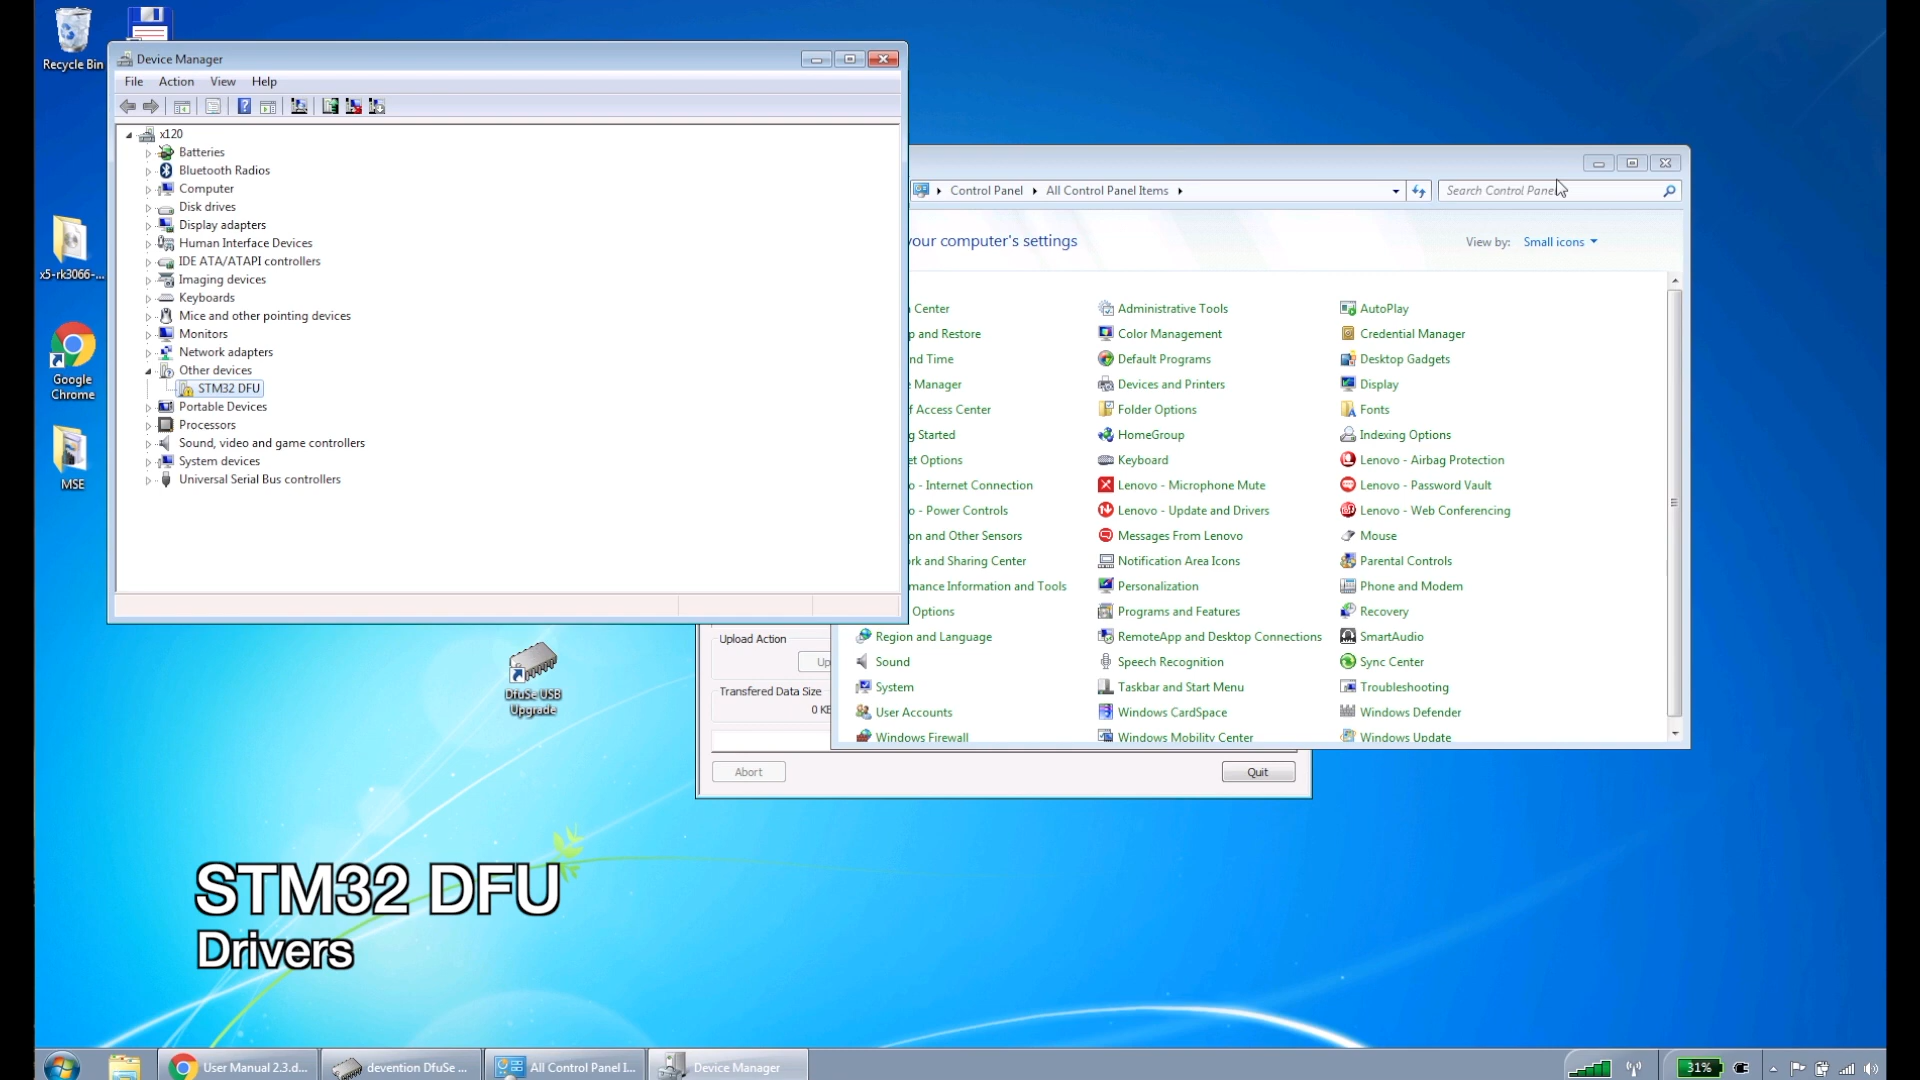 Recycle Bin
x5-rk3066-...
Google
Chrome
MSE
Device Manager
File Action View Help
x120
Batteries
Bluetooth Radios
Computer
Disk drives
Display adapters
Human Interface Devices
IDE ATA/ATAPI controllers
Imaging devices
Keyboards
Mice and other pointing devices
Monitors
Network adapters
Other devices
STM32 DFU
Portable Devices
Processors
Sound, video and game controllers
System devices
Universal Serial Bus controllers
Control Panel All Control Panel Items
Search Control Panel
your computer's settings
View by: Small icons
Center Administrative Tools AutoPlay
p and Restore Color Management Credential Manager
nd Time Default Programs Desktop Gadgets
e Manager Devices and Printers Display
f Access Center Folder Options Fonts
g Started HomeGroup Indexing Options
et Options Keyboard Lenovo - Airbag Protection
o - Internet Connection Lenovo - Microphone Mute Lenovo - Password Vault
o - Power Controls Lenovo - Update and Drivers Lenovo - Web Conferencing
on and Other Sensors Messages From Lenovo Mouse
rk and Sharing Center Notification Area Icons Parental Controls
mance Information and Tools Personalization Phone and Modem
Options Programs and Features Recovery
Region and Language RemoteApp and Desktop Connections SmartAudio
Sound Speech Recognition Sync Center
System Taskbar and Start Menu Troubleshooting
User Accounts Windows CardSpace Windows Defender
Windows Firewall Windows Mobility Center Windows Update
Upload Action
Up
Transfered Data Size
0 KB
Abort Quit
DfuSe USB
Upgrade
STM32 DFU
Drivers
User Manual 2.3.d... devention DfuSe ... All Control Panel I... Device Manager
31%